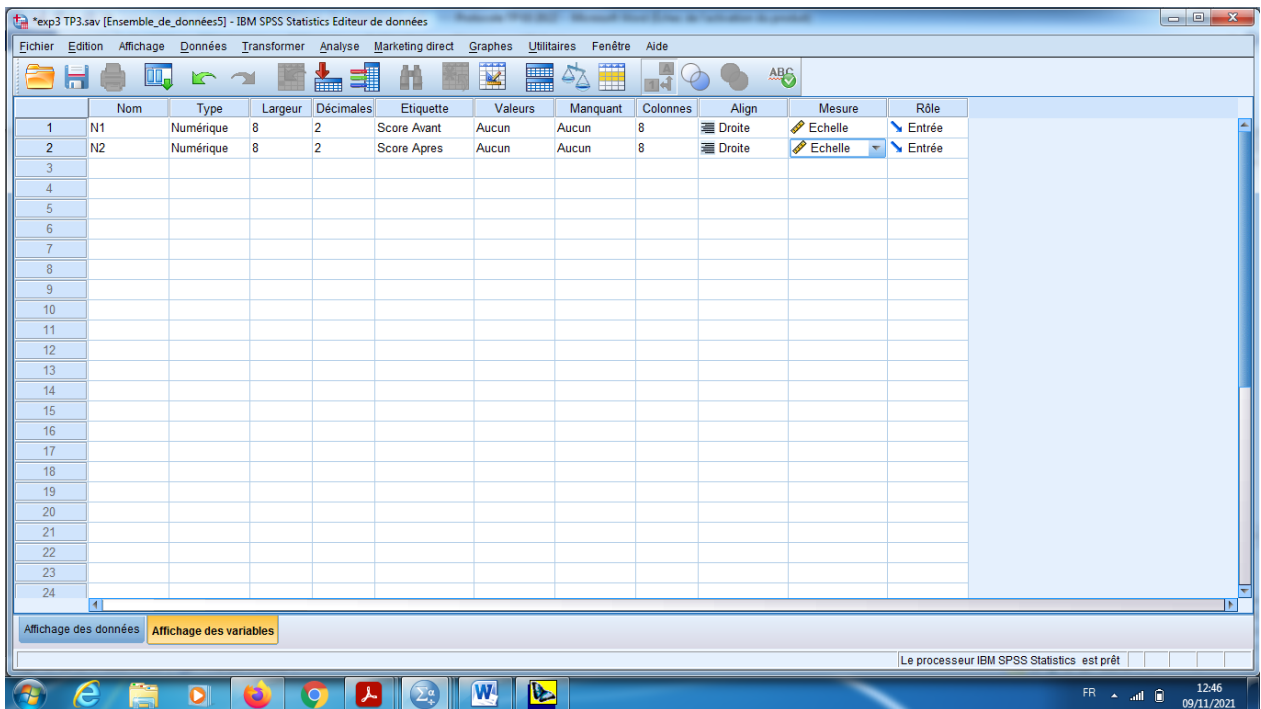 *exp3 TP3.sav [Ensemble_de_données5] - IBM SPSS Statistics Editeur de données
Fichier Edition Affichage Données Transformer Analyse Marketing direct Graphes Utilitaires Fenêtre Aide
Nom Type Largeur Décimales Etiquette Valeurs Manquant Colonnes Align Mesure Rôle
1 N1 Numérique 8 2 Score Avant Aucun Aucun 8 Droite Echelle Entrée
2 N2 Numérique 8 2 Score Apres Aucun Aucun 8 Droite Echelle Entrée
3
4
5
6
7
8
9
10
11
12
13
14
15
16
17
18
19
20
21
22
23
24
Affichage des données Affichage des variables
Le processeur IBM SPSS Statistics est prêt
FR 12:46
09/11/2021